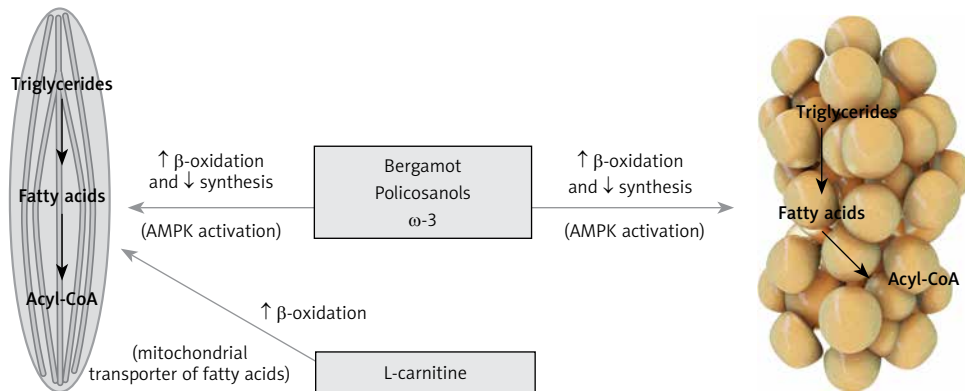 Triglycerides
Fatty acids
Acyl-CoA
↑ β-oxidation
and ↓ synthesis
(AMPK activation)
Bergamot
Policosanols
ω-3
↑ β-oxidation
and ↓ synthesis
(AMPK activation)
Triglycerides
Fatty acids
Acyl-CoA
↑ β-oxidation
(mitochondrial
transporter of fatty acids)
L-carnitine